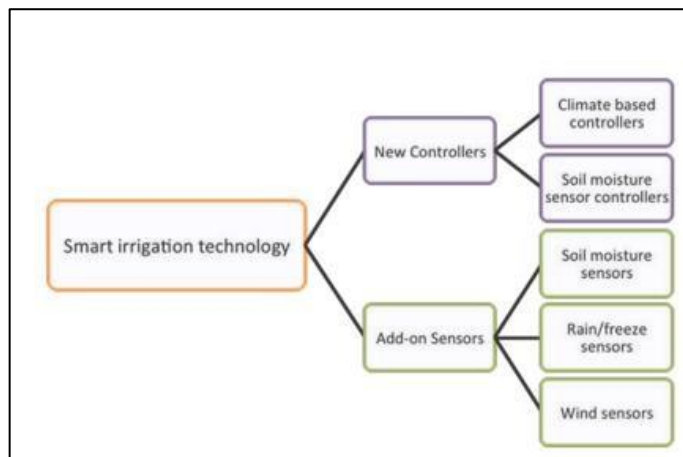 Smart irrigation technology
New Controllers
Climate based
controllers
Soil moisture
sensor controllers
Add-on Sensors
Soil moisture
sensors
Rain/freeze
sensors
Wind sensors